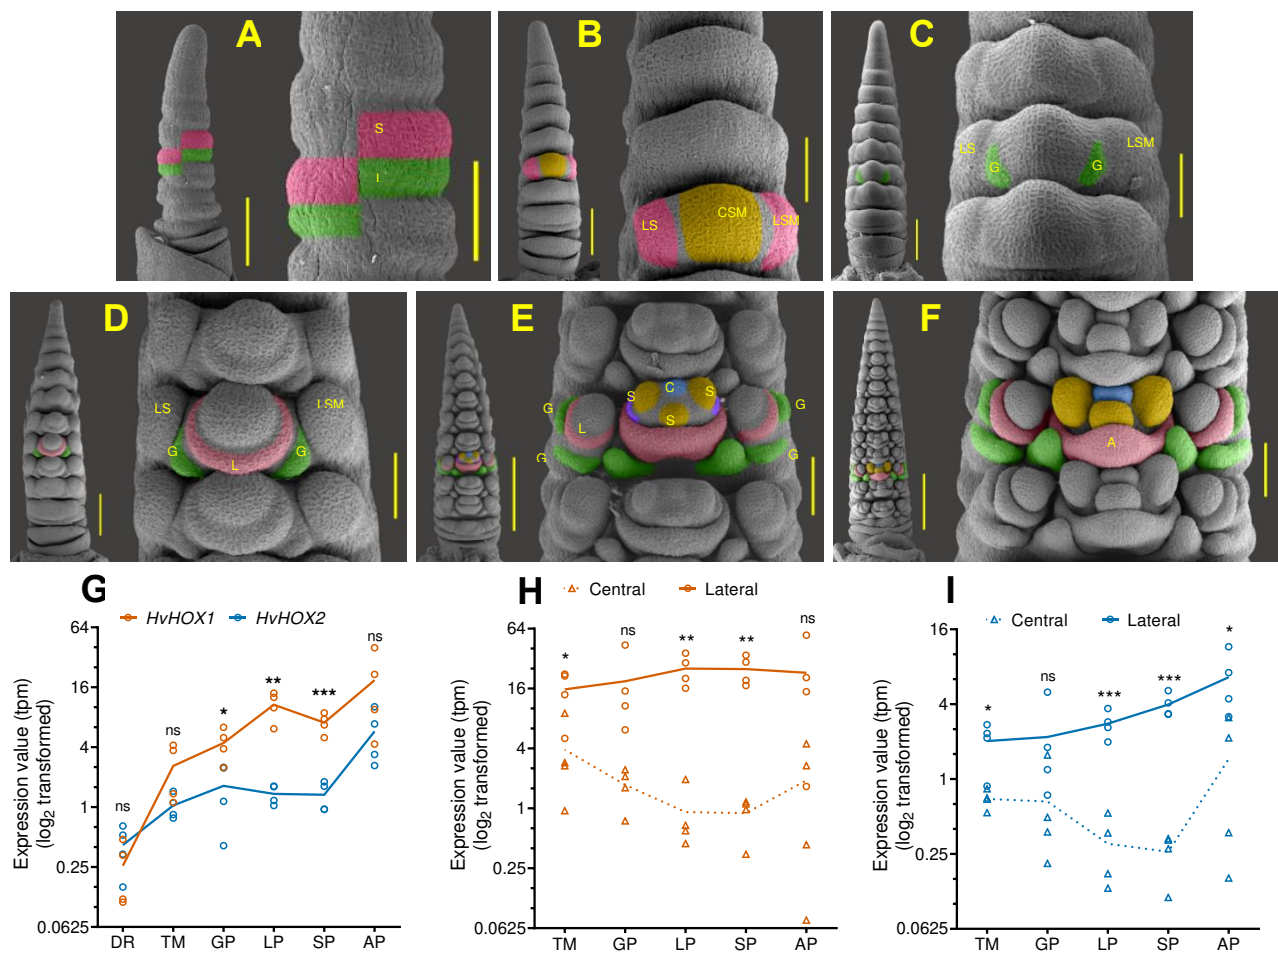 A
S
I
B
LS
CSM
LSM
C
LS
G
G
LSM
D
LS
LSM
G
G
L
E
C
S
S
S
G
G
L
G
G
F
A
G
HvHOX1
HvHOX2
Expression value (tpm)
(log2 transformed)
64
16
4
1
0.25
0.0625
ns
ns
*
**
***
ns
DR TM GP LP SP AP
H
Central
Lateral
Expression value (tpm)
(log2 transformed)
64
16
4
1
0.25
0.0625
*
ns
**
**
ns
TM GP LP SP AP
I
Central
Lateral
Expression value (tpm)
(log2 transformed)
16
4
1
0.25
0.0625
*
ns
***
***
*
TM GP LP SP AP